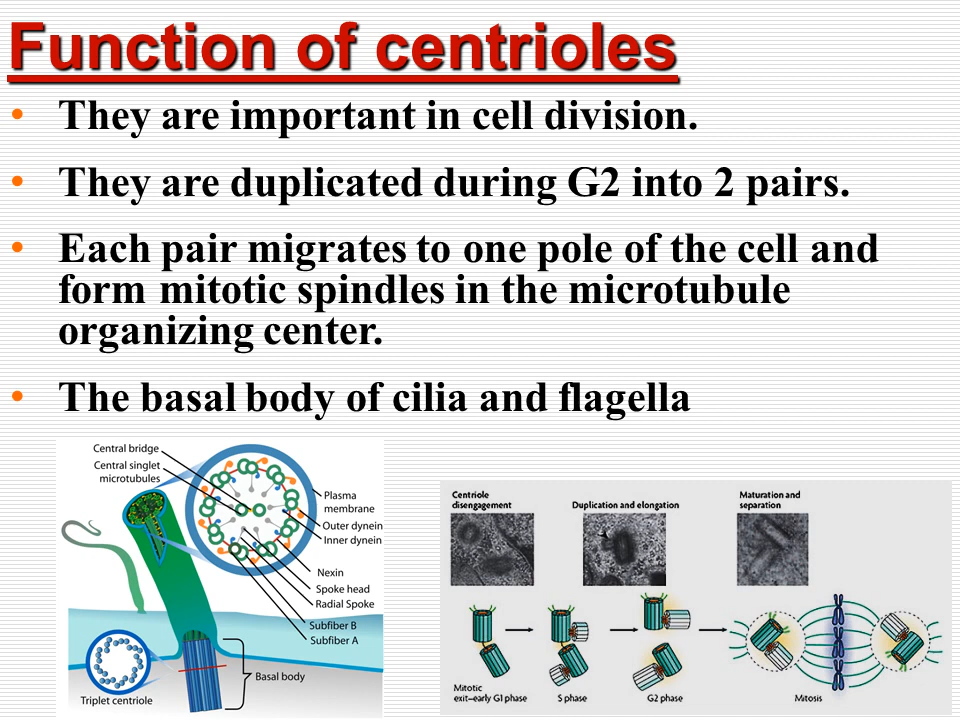 Function of centrioles
• They are important in cell division.
• They are duplicated during G2 into 2 pairs.
• Each pair migrates to one pole of the cell and
form mitotic spindles in the microtubule
organizing center.
• The basal body of cilia and flagella
Central bridge
Central singlet
microtubules
Plasma
membrane
Outer dynein
Inner dynein
Nexin
Spoke head
Radial Spoke
Subfiber B
Subfiber A
Basal body
Triplet centriole
Centriole
disengagement
Duplication and elongation
Maturation and
separation
Mitotic
exit–early G1 phase
S phase
G2 phase
Mitosis